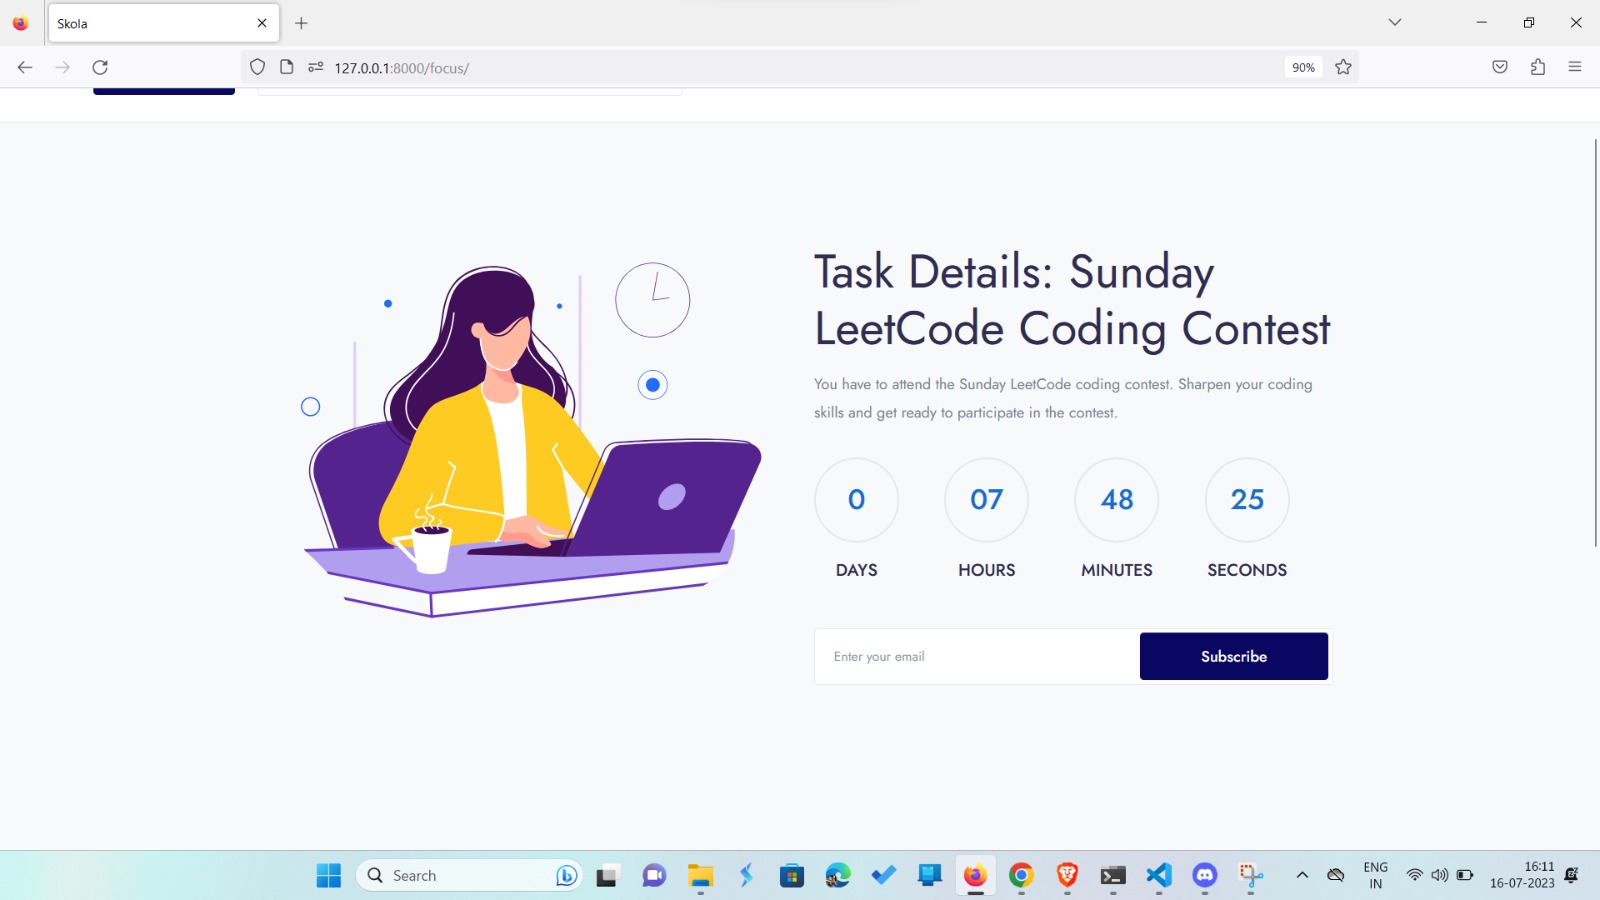 Skola
127.0.0.1:8000/focus/
90%
Task Details: Sunday
LeetCode Coding Contest
You have to attend the Sunday LeetCode coding contest. Sharpen your coding
skills and get ready to participate in the contest.
0 07 48 25
DAYS HOURS MINUTES SECONDS
Enter your email Subscribe
Search
ENG
IN
16:11
16-07-2023